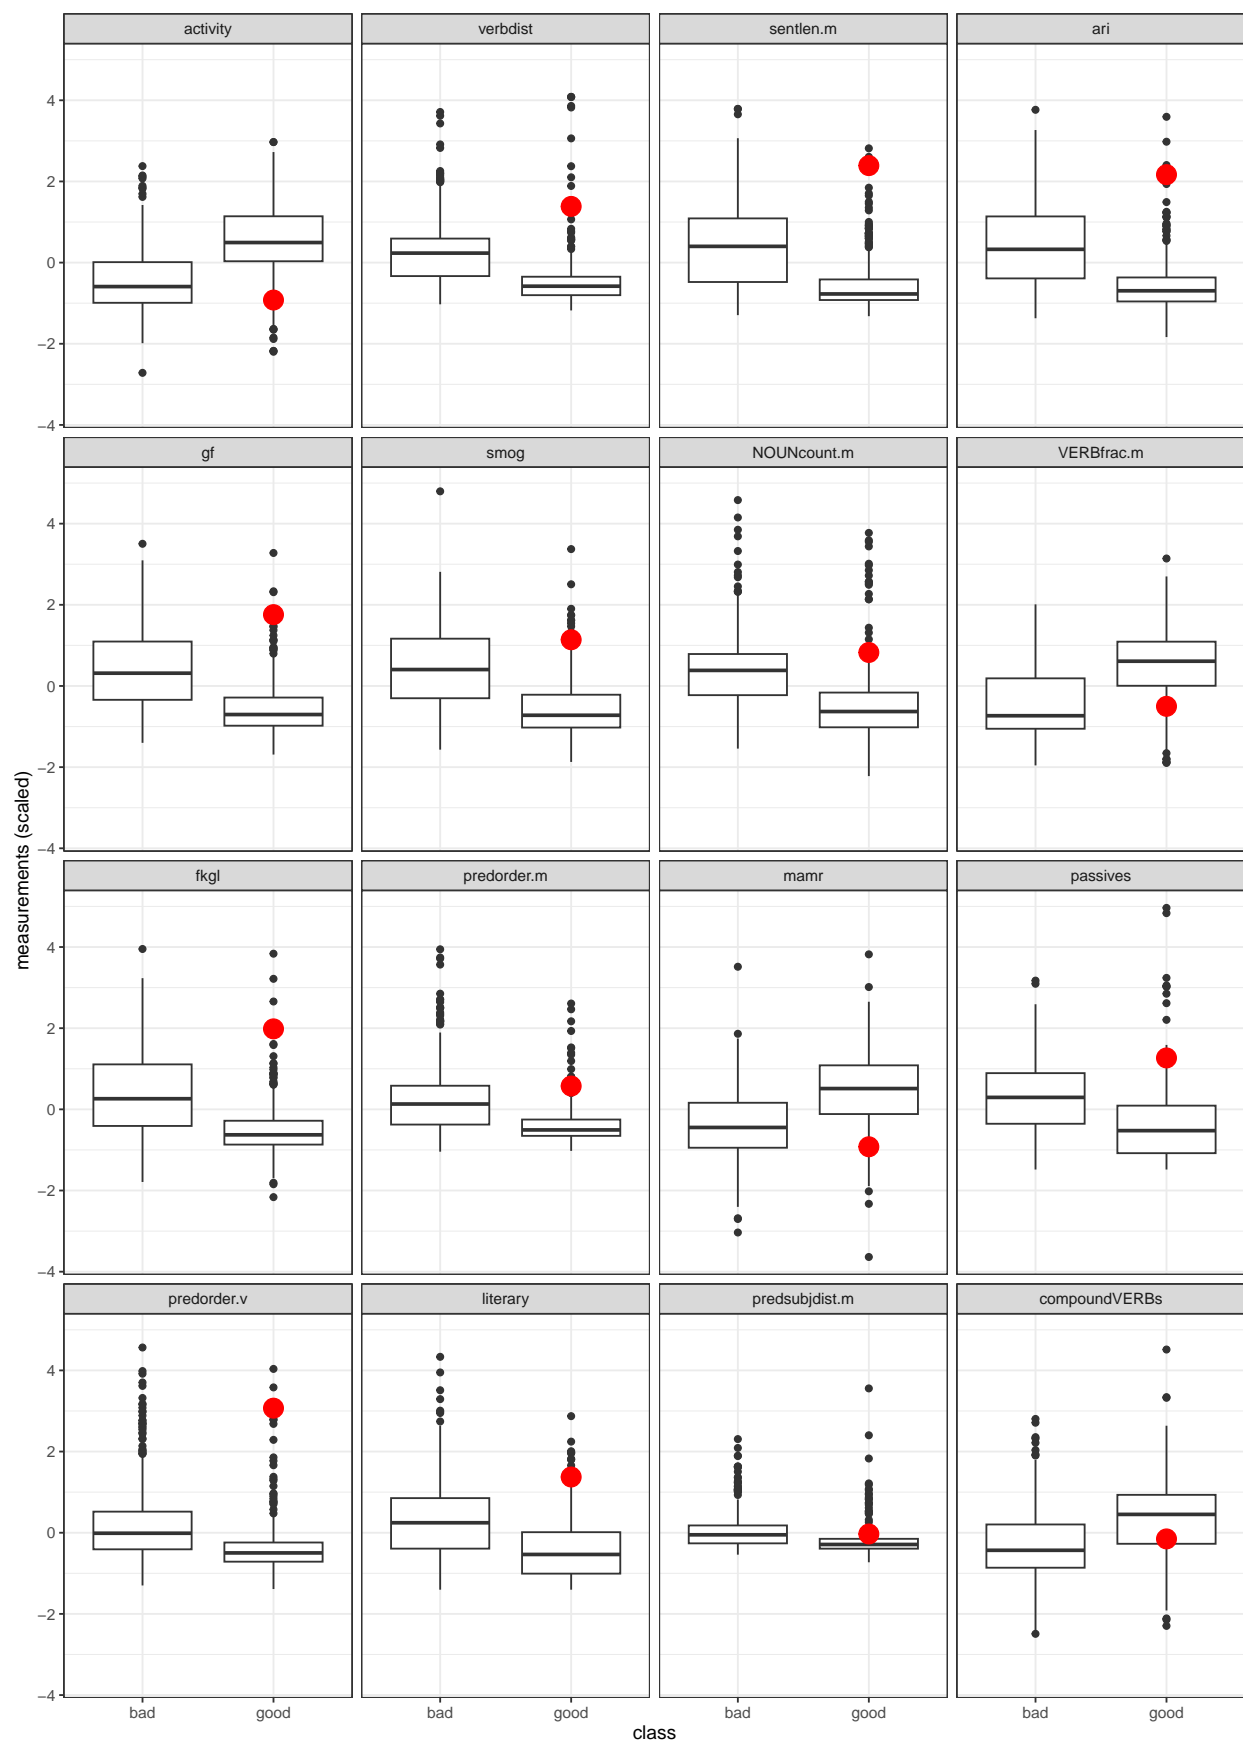 activity verbdist sentlen.m ari
4
2
0
−2
−4
gf smog NOUNcount.m VERBfrac.m
4
2
0
−2
−4
measurements (scaled)
fkgl predorder.m mamr passives
4
2
0
−2
−4
predorder.v literary predsubjdist.m compoundVERBs
4
2
0
−2
−4
bad good bad good bad good bad good
class